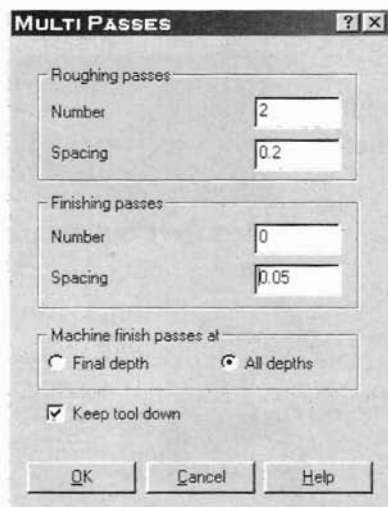 MULTI PASSES ? ×
Roughing passes
Number 2
Spacing 0.2
Finishing passes
Number 0
Spacing 0.05
Machine finish passes at
Final depth All depths
Keep tool down
OK Cancel Help